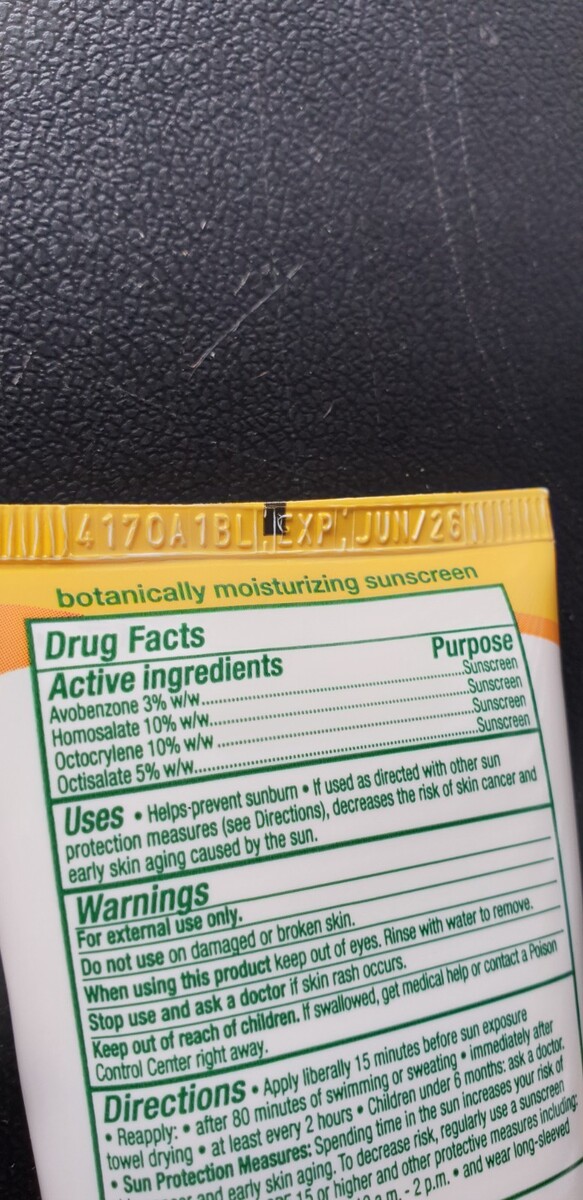 4170A1BL EXP JUN/26
botanically moisturizing sunscreen
Drug Facts
Active ingredients Purpose
Avobenzone 3% w/w Sunscreen
Homosalate 10% w/w Sunscreen
Octocrylene 10% w/w Sunscreen
Octisalate 5% w/w Sunscreen
Uses • Helps prevent sunburn • If used as directed with other sun
protection measures (see Directions), decreases the risk of skin cancer and
early skin aging caused by the sun.
Warnings
For external use only.
Do not use on damaged or broken skin.
When using this product keep out of eyes. Rinse with water to remove.
Stop use and ask a doctor if skin rash occurs.
Keep out of reach of children. If swallowed, get medical help or contact a Poison
Control Center right away.
Directions • Apply liberally 15 minutes before sun exposure
• Reapply: • after 80 minutes of swimming or sweating • immediately after
towel drying • at least every 2 hours • Children under 6 months: ask a doctor.
• Sun Protection Measures: Spending time in the sun increases your risk of
and early skin aging. To decrease risk, regularly use a sunscreen
15 or higher and other protective measures including:
- 2 p.m. • and wear long-sleeved